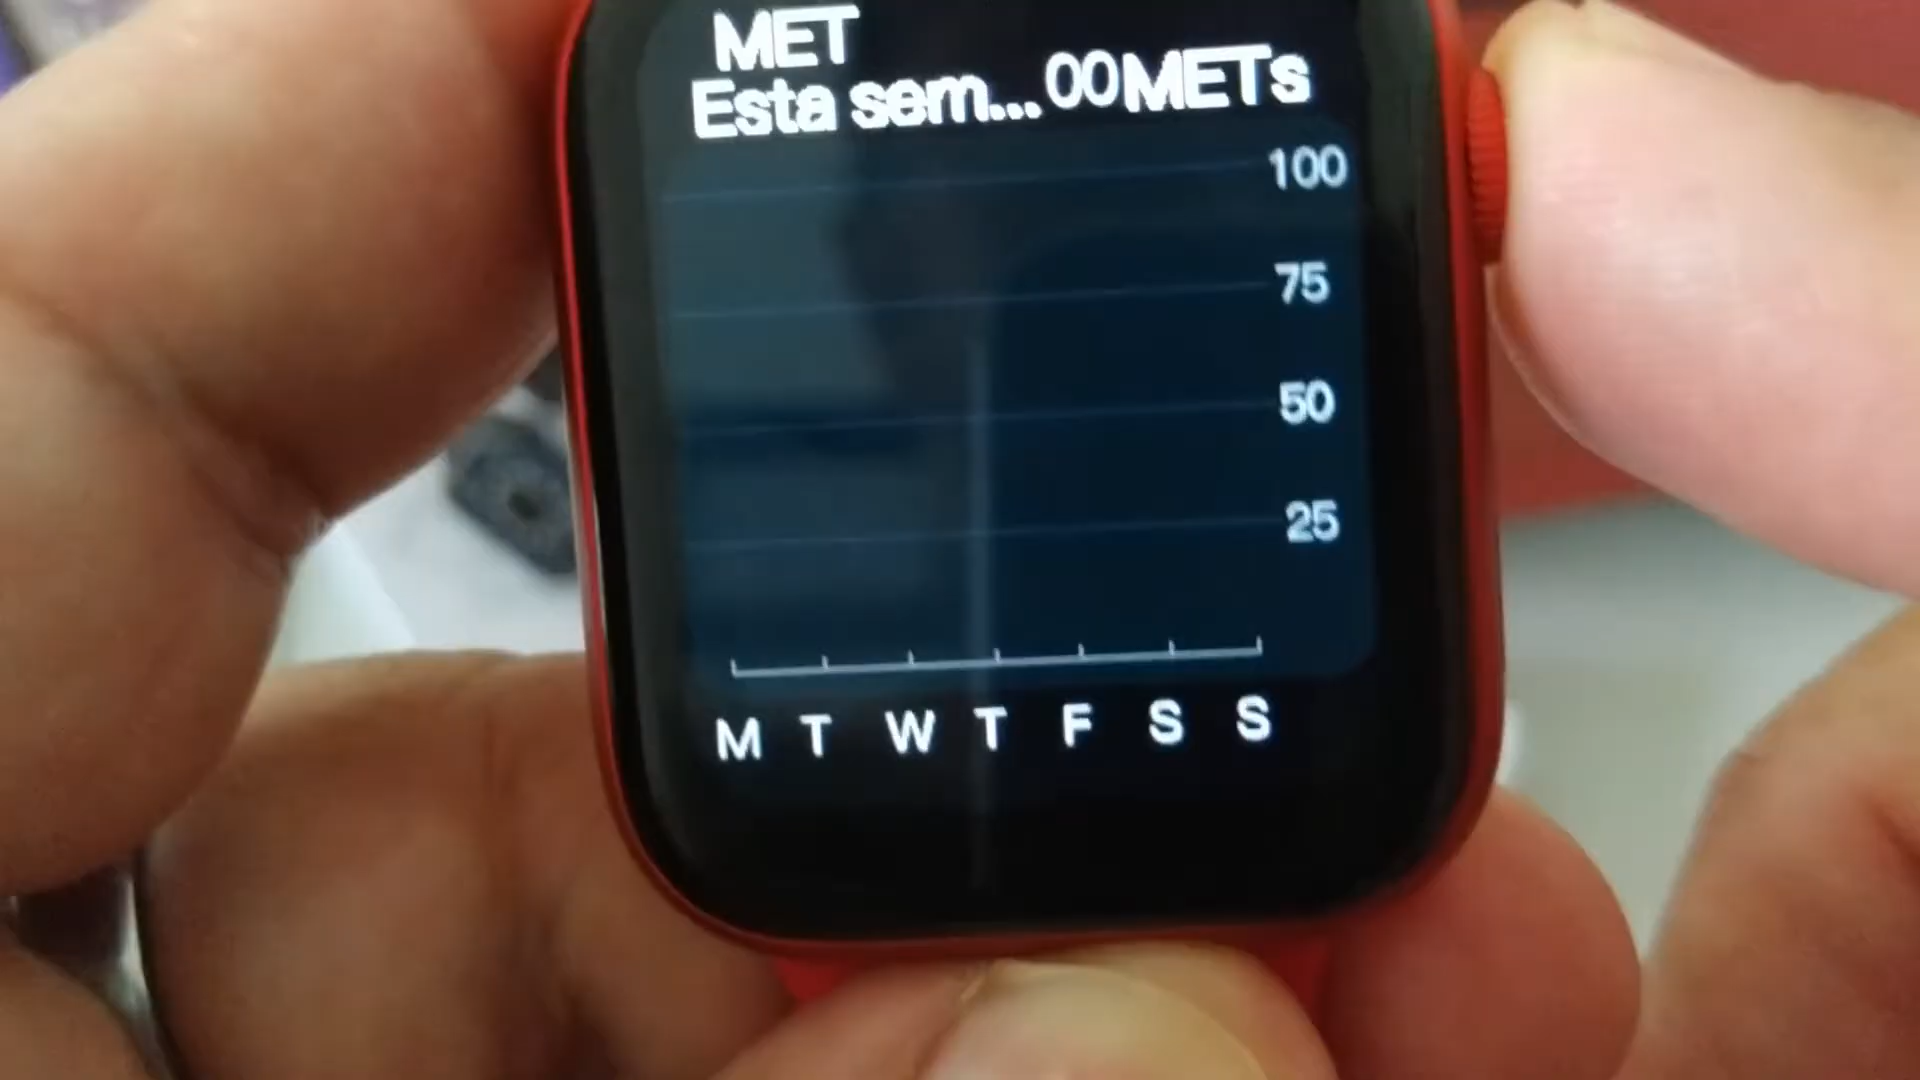 MET
Esta sem... 00METs
100
75
50
25
M T W T F S S